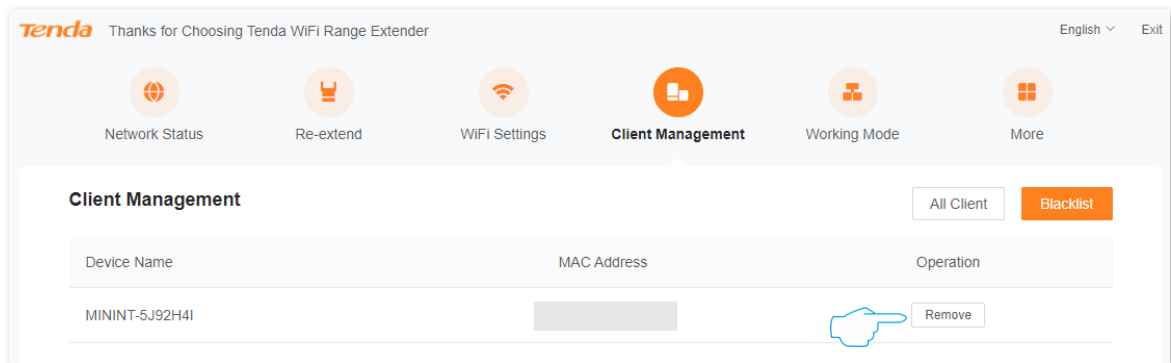 Tenda Thanks for Choosing Tenda WiFi Range Extender English Exit
Network Status Re-extend WiFi Settings Client Management Working Mode More
Client Management All Client Blacklist
Device Name MAC Address Operation
MININT-5J92H4I Remove